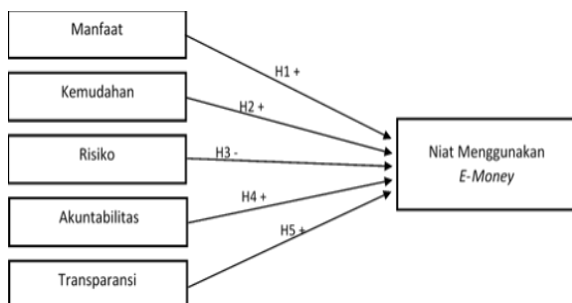 Manfaat
H1 +
Kemudahan
H2 +
Niat Menggunakan
E-Money
Risiko
H3 -
Akuntabilitas
H4 +
H5 +
Transparansi